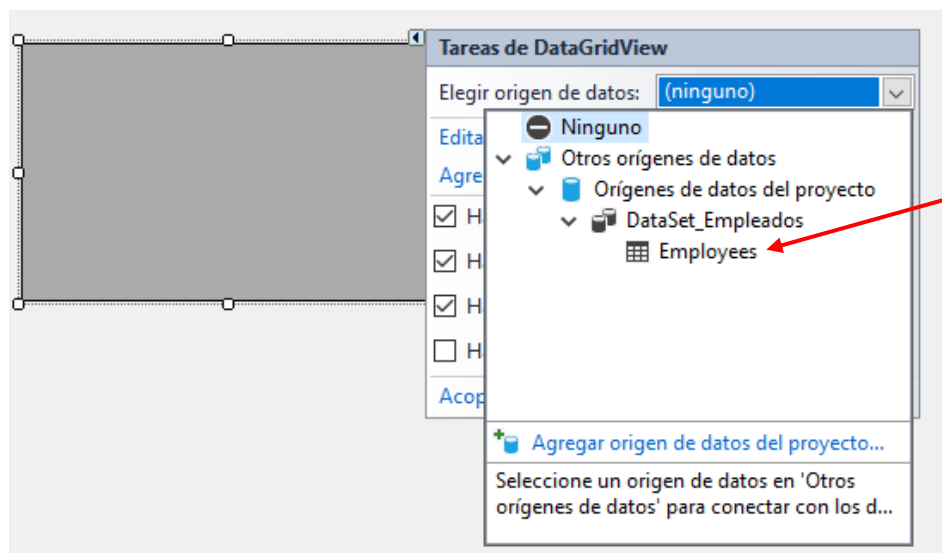 Tareas de DataGridView
Elegir origen de datos: (ninguno)
Ninguno
Otros orígenes de datos
Orígenes de datos del proyecto
DataSet_Empleados
Employees
Agregar origen de datos del proyecto...
Seleccione un origen de datos en 'Otros
orígenes de datos' para conectar con los d...